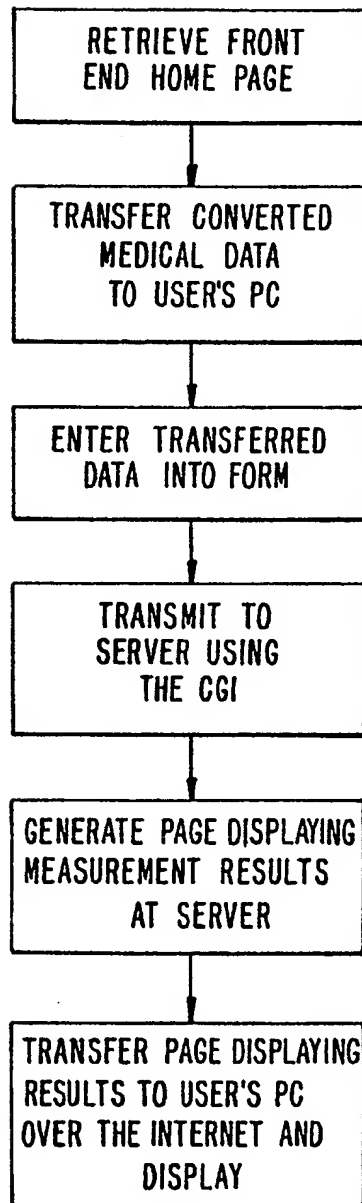 RETRIEVE FRONT
END HOME PAGE
TRANSFER CONVERTED
MEDICAL DATA
TO USER'S PC
ENTER TRANSFERRED
DATA INTO FORM
TRANSMIT TO
SERVER USING
THE CGI
GENERATE PAGE DISPLAYING
MEASUREMENT RESULTS
AT SERVER
TRANSFER PAGE DISPLAYING
RESULTS TO USER'S PC
OVER THE INTERNET AND
DISPLAY